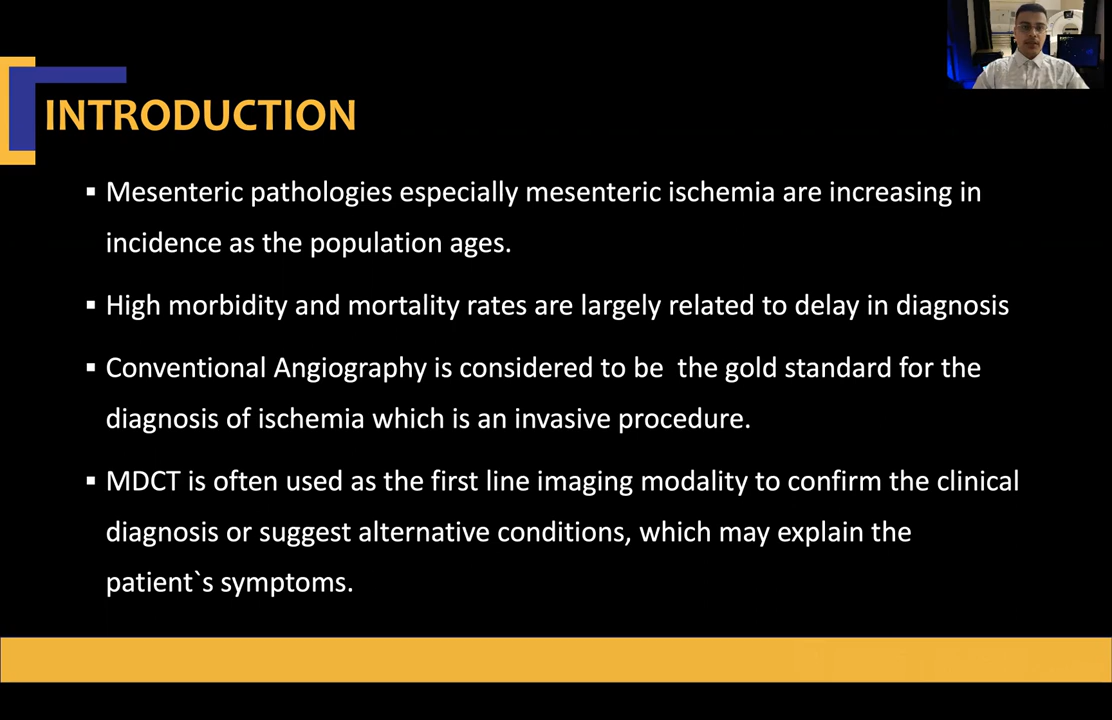 INTRODUCTION
▪ Mesenteric pathologies especially mesenteric ischemia are increasing in
incidence as the population ages.
▪ High morbidity and mortality rates are largely related to delay in diagnosis
▪ Conventional Angiography is considered to be  the gold standard for the
diagnosis of ischemia which is an invasive procedure.
▪ MDCT is often used as the first line imaging modality to confirm the clinical
diagnosis or suggest alternative conditions, which may explain the
patient`s symptoms.